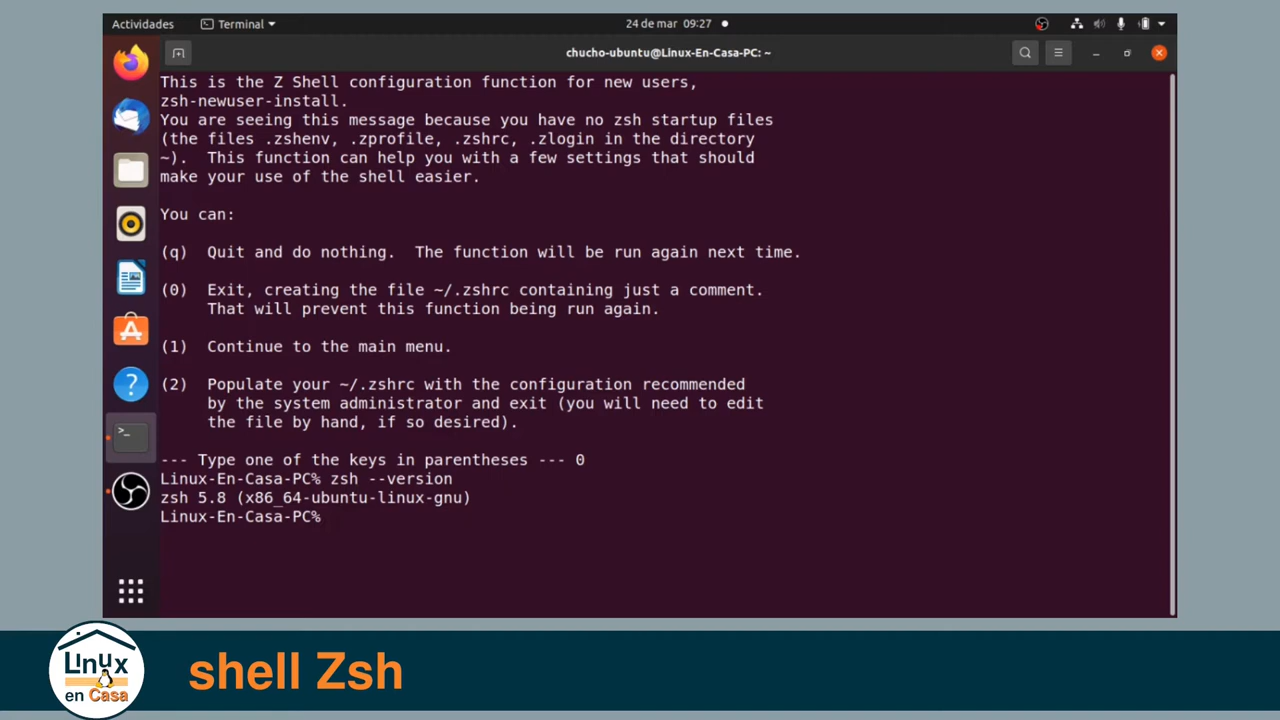 Actividades
Terminal
24 de mar 09:27
chucho-ubuntu@Linux-En-Casa-PC: ~
This is the Z Shell configuration function for new users,
zsh-newuser-install.
You are seeing this message because you have no zsh startup files
(the files .zshenv, .zprofile, .zshrc, .zlogin in the directory
~).  This function can help you with a few settings that should
make your use of the shell easier.
You can:
(q)  Quit and do nothing.  The function will be run again next time.
(0)  Exit, creating the file ~/.zshrc containing just a comment.
That will prevent this function being run again.
(1)  Continue to the main menu.
(2)  Populate your ~/.zshrc with the configuration recommended
by the system administrator and exit (you will need to edit
the file by hand, if so desired).
--- Type one of the keys in parentheses --- 0
Linux-En-Casa-PC% zsh --version
zsh 5.8 (x86_64-ubuntu-linux-gnu)
Linux-En-Casa-PC%
Linux
en Casa
shell Zsh